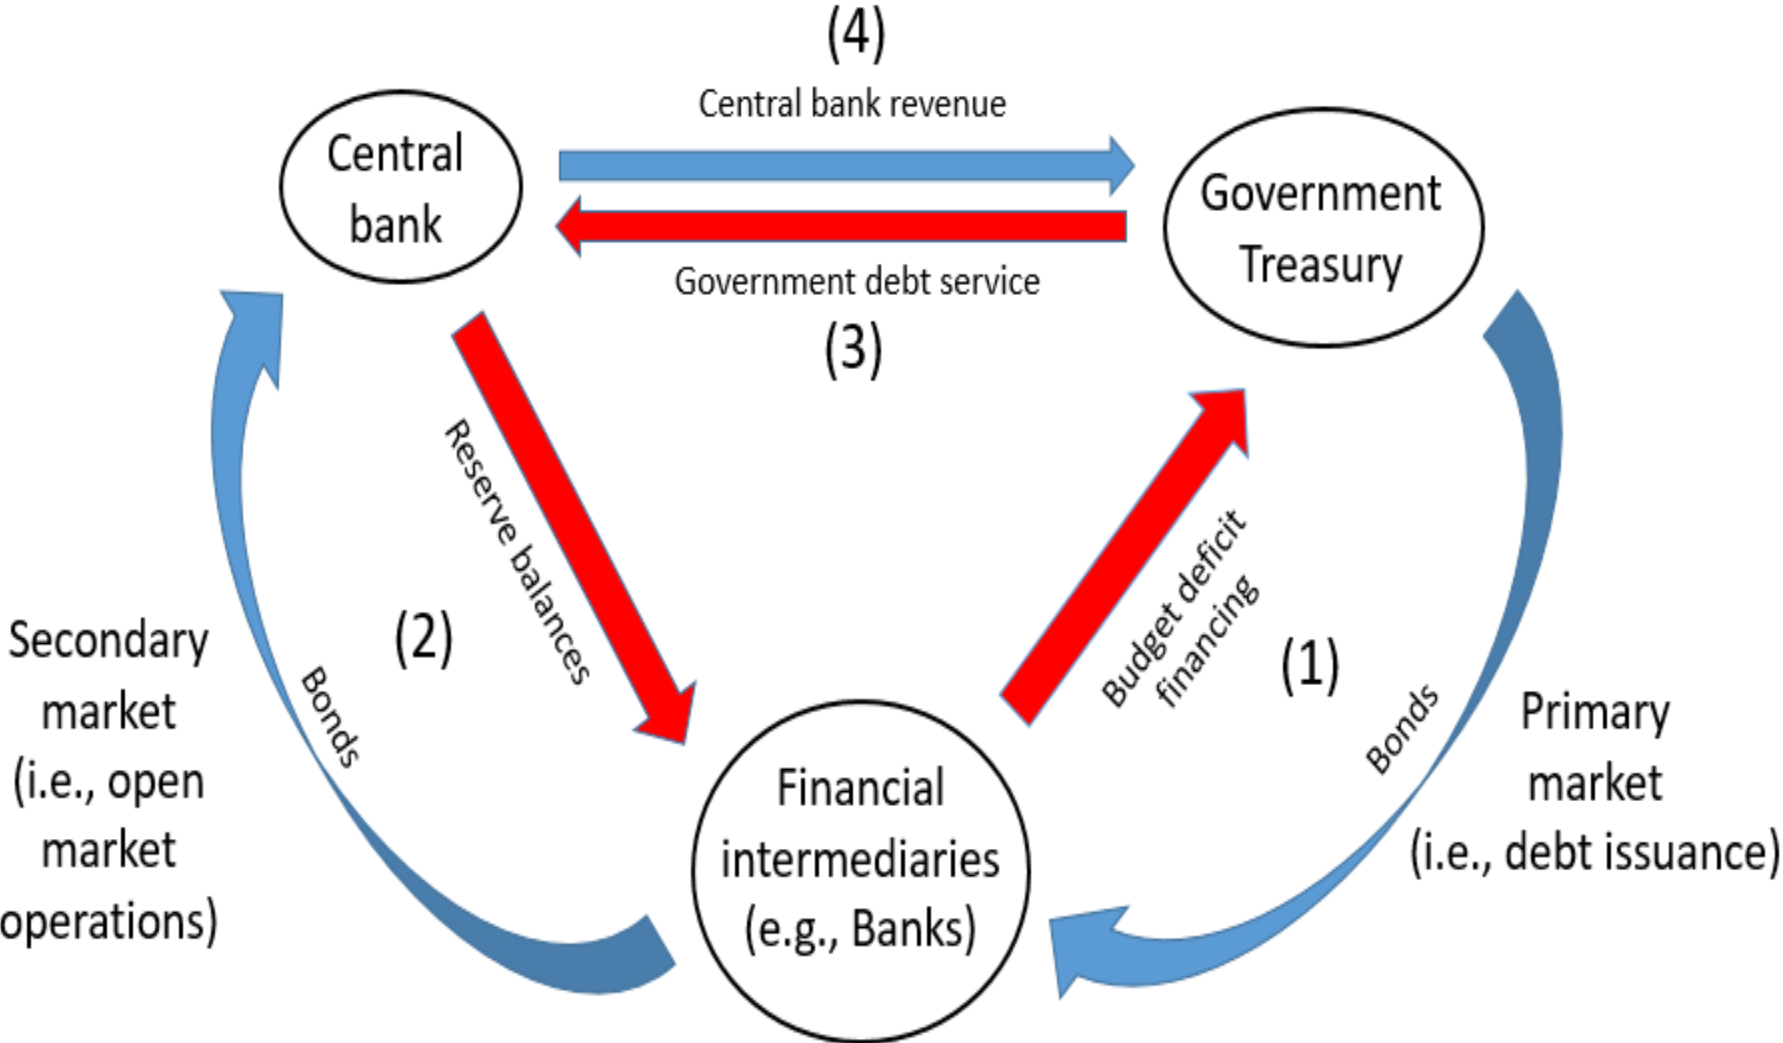 (4)
Central bank revenue
Central
bank
Government
Treasury
Government debt service
(3)
Reserve balances
Budget deficit
financing
(2)
(1)
Secondary
market
(i.e., open
market
operations)
Bonds
Bonds
Primary
market
(i.e., debt issuance)
Financial
intermediaries
(e.g., Banks)